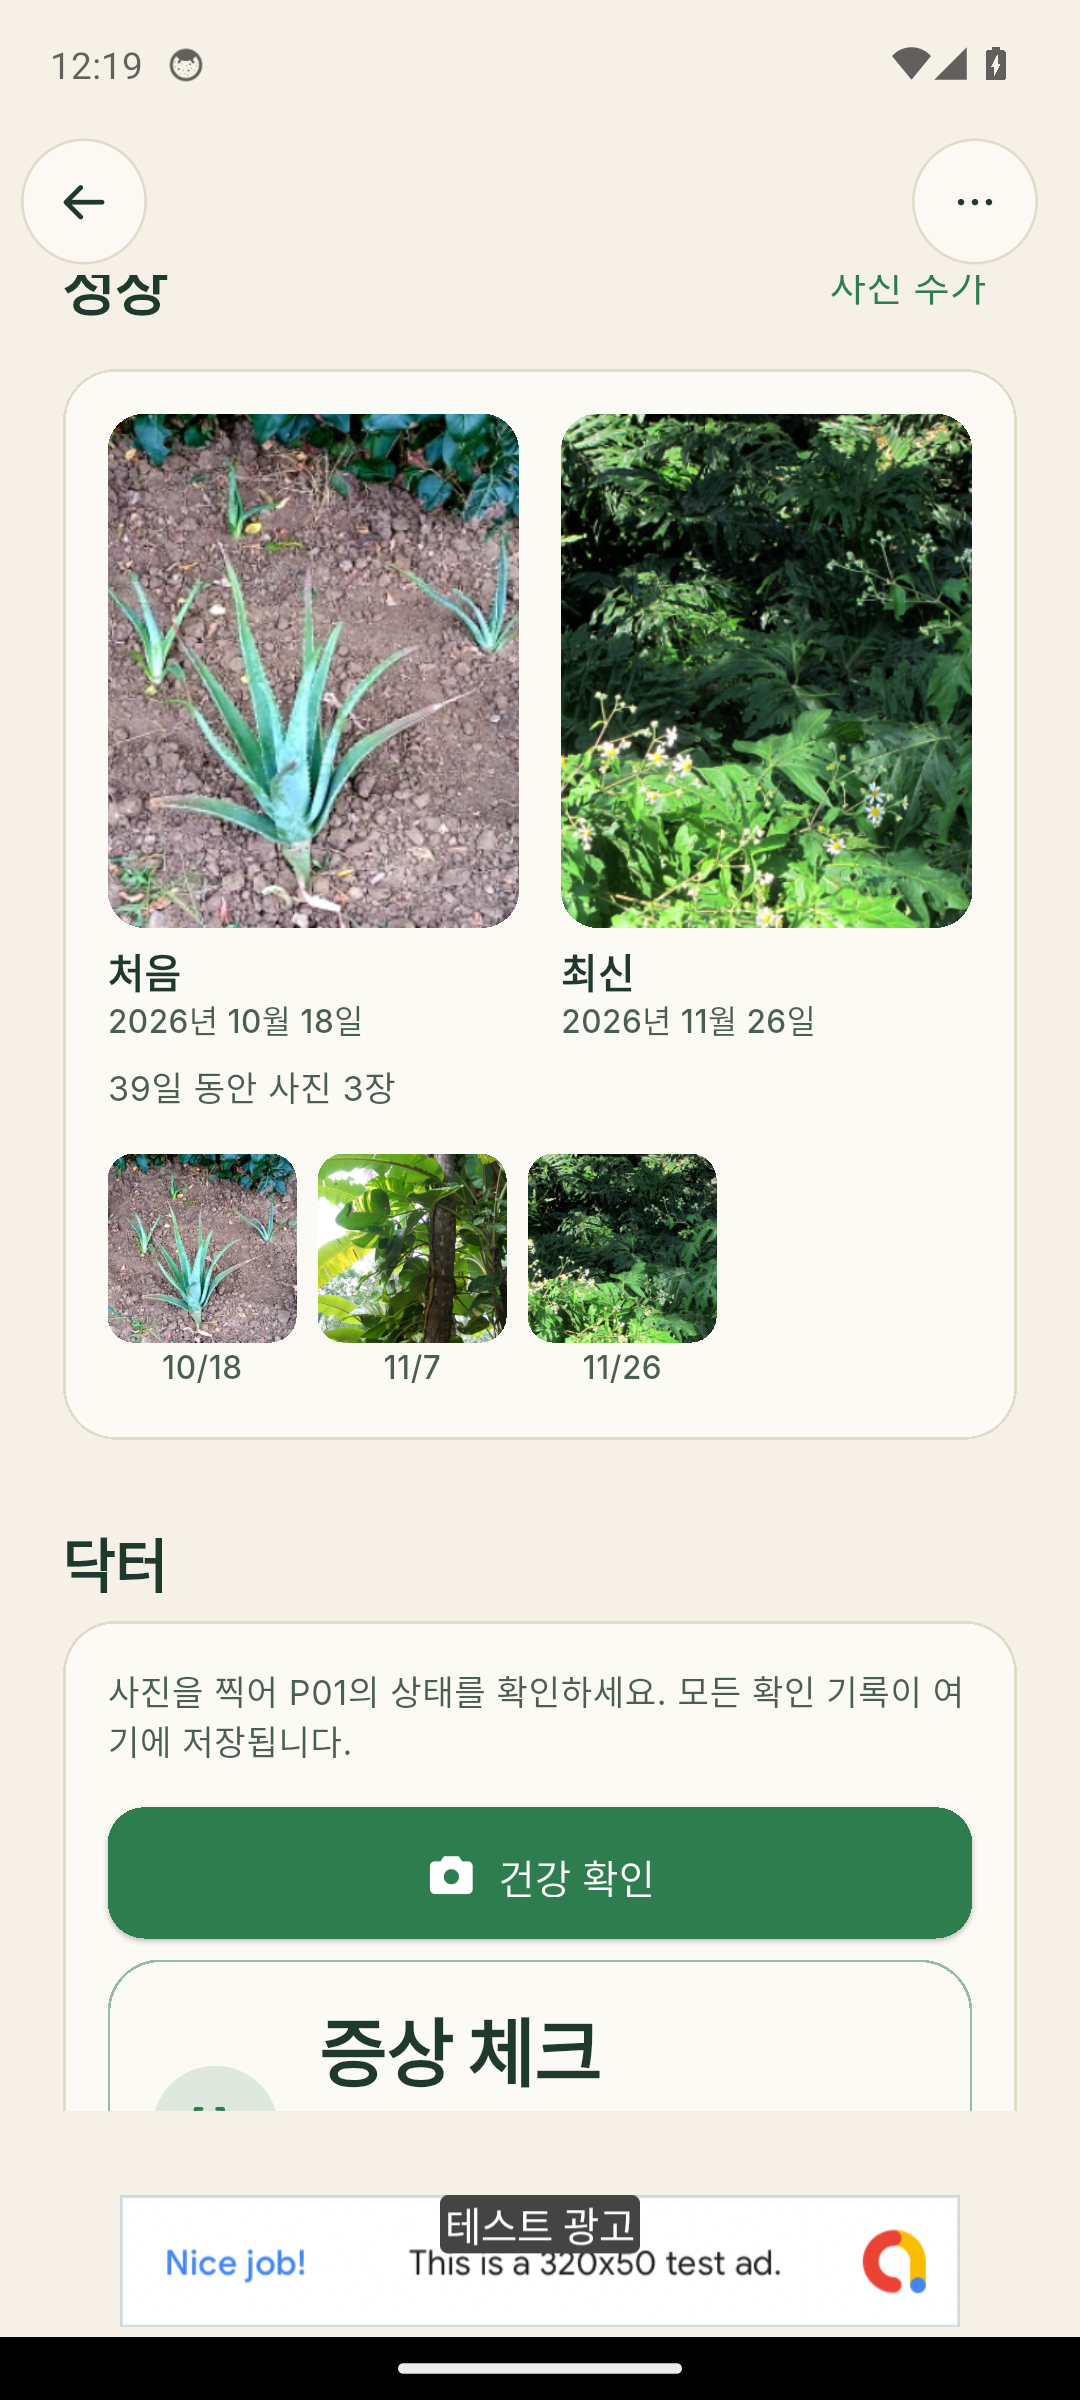 12:19
성장
사진 추가
처음
최신
2026년 10월 18일
2026년 11월 26일
39일 동안 사진 3장
10/18
11/7
11/26
닥터
사진을 찍어 P01의 상태를 확인하세요. 모든 확인 기록이 여
기에 저장됩니다.
건강 확인
증상 체크
테스트 광고
Nice job!
This is a 320x50 test ad.